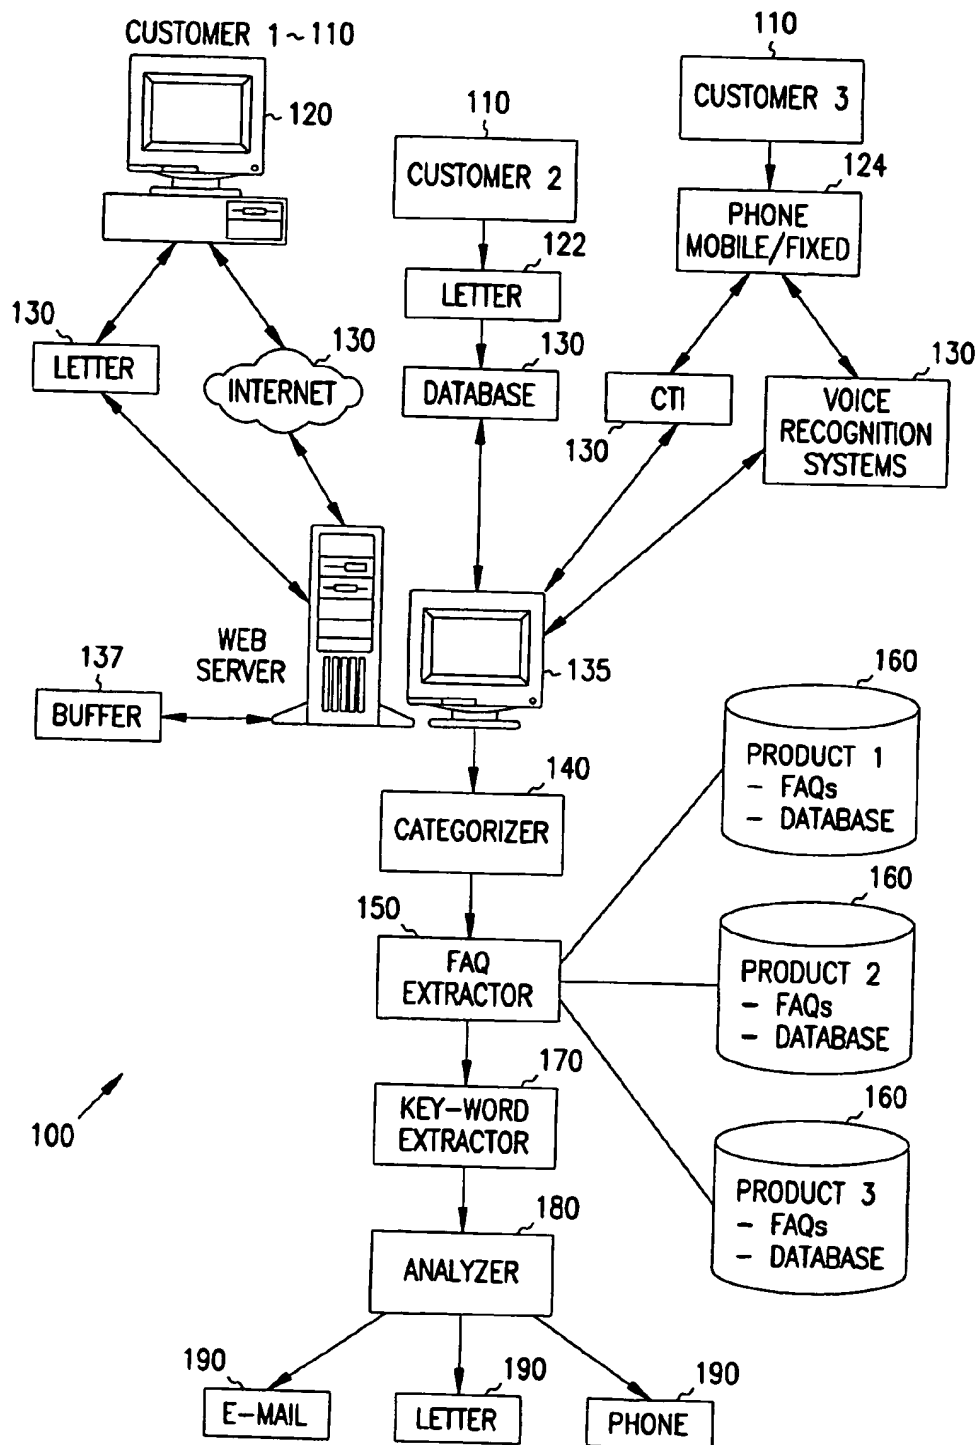 CUSTOMER 1~110
120
110
CUSTOMER 2
110
CUSTOMER 3
124
PHONE
MOBILE/FIXED
122
LETTER
130
LETTER
130
INTERNET
130
DATABASE
CTI
130
130
VOICE
RECOGNITION
SYSTEMS
WEB
SERVER
135
137
BUFFER
140
CATEGORIZER
150
FAQ
EXTRACTOR
160
PRODUCT 1
- FAQs
- DATABASE
160
PRODUCT 2
- FAQs
- DATABASE
160
PRODUCT 3
- FAQs
- DATABASE
170
KEY-WORD
EXTRACTOR
100
180
ANALYZER
190
E-MAIL
190
LETTER
190
PHONE